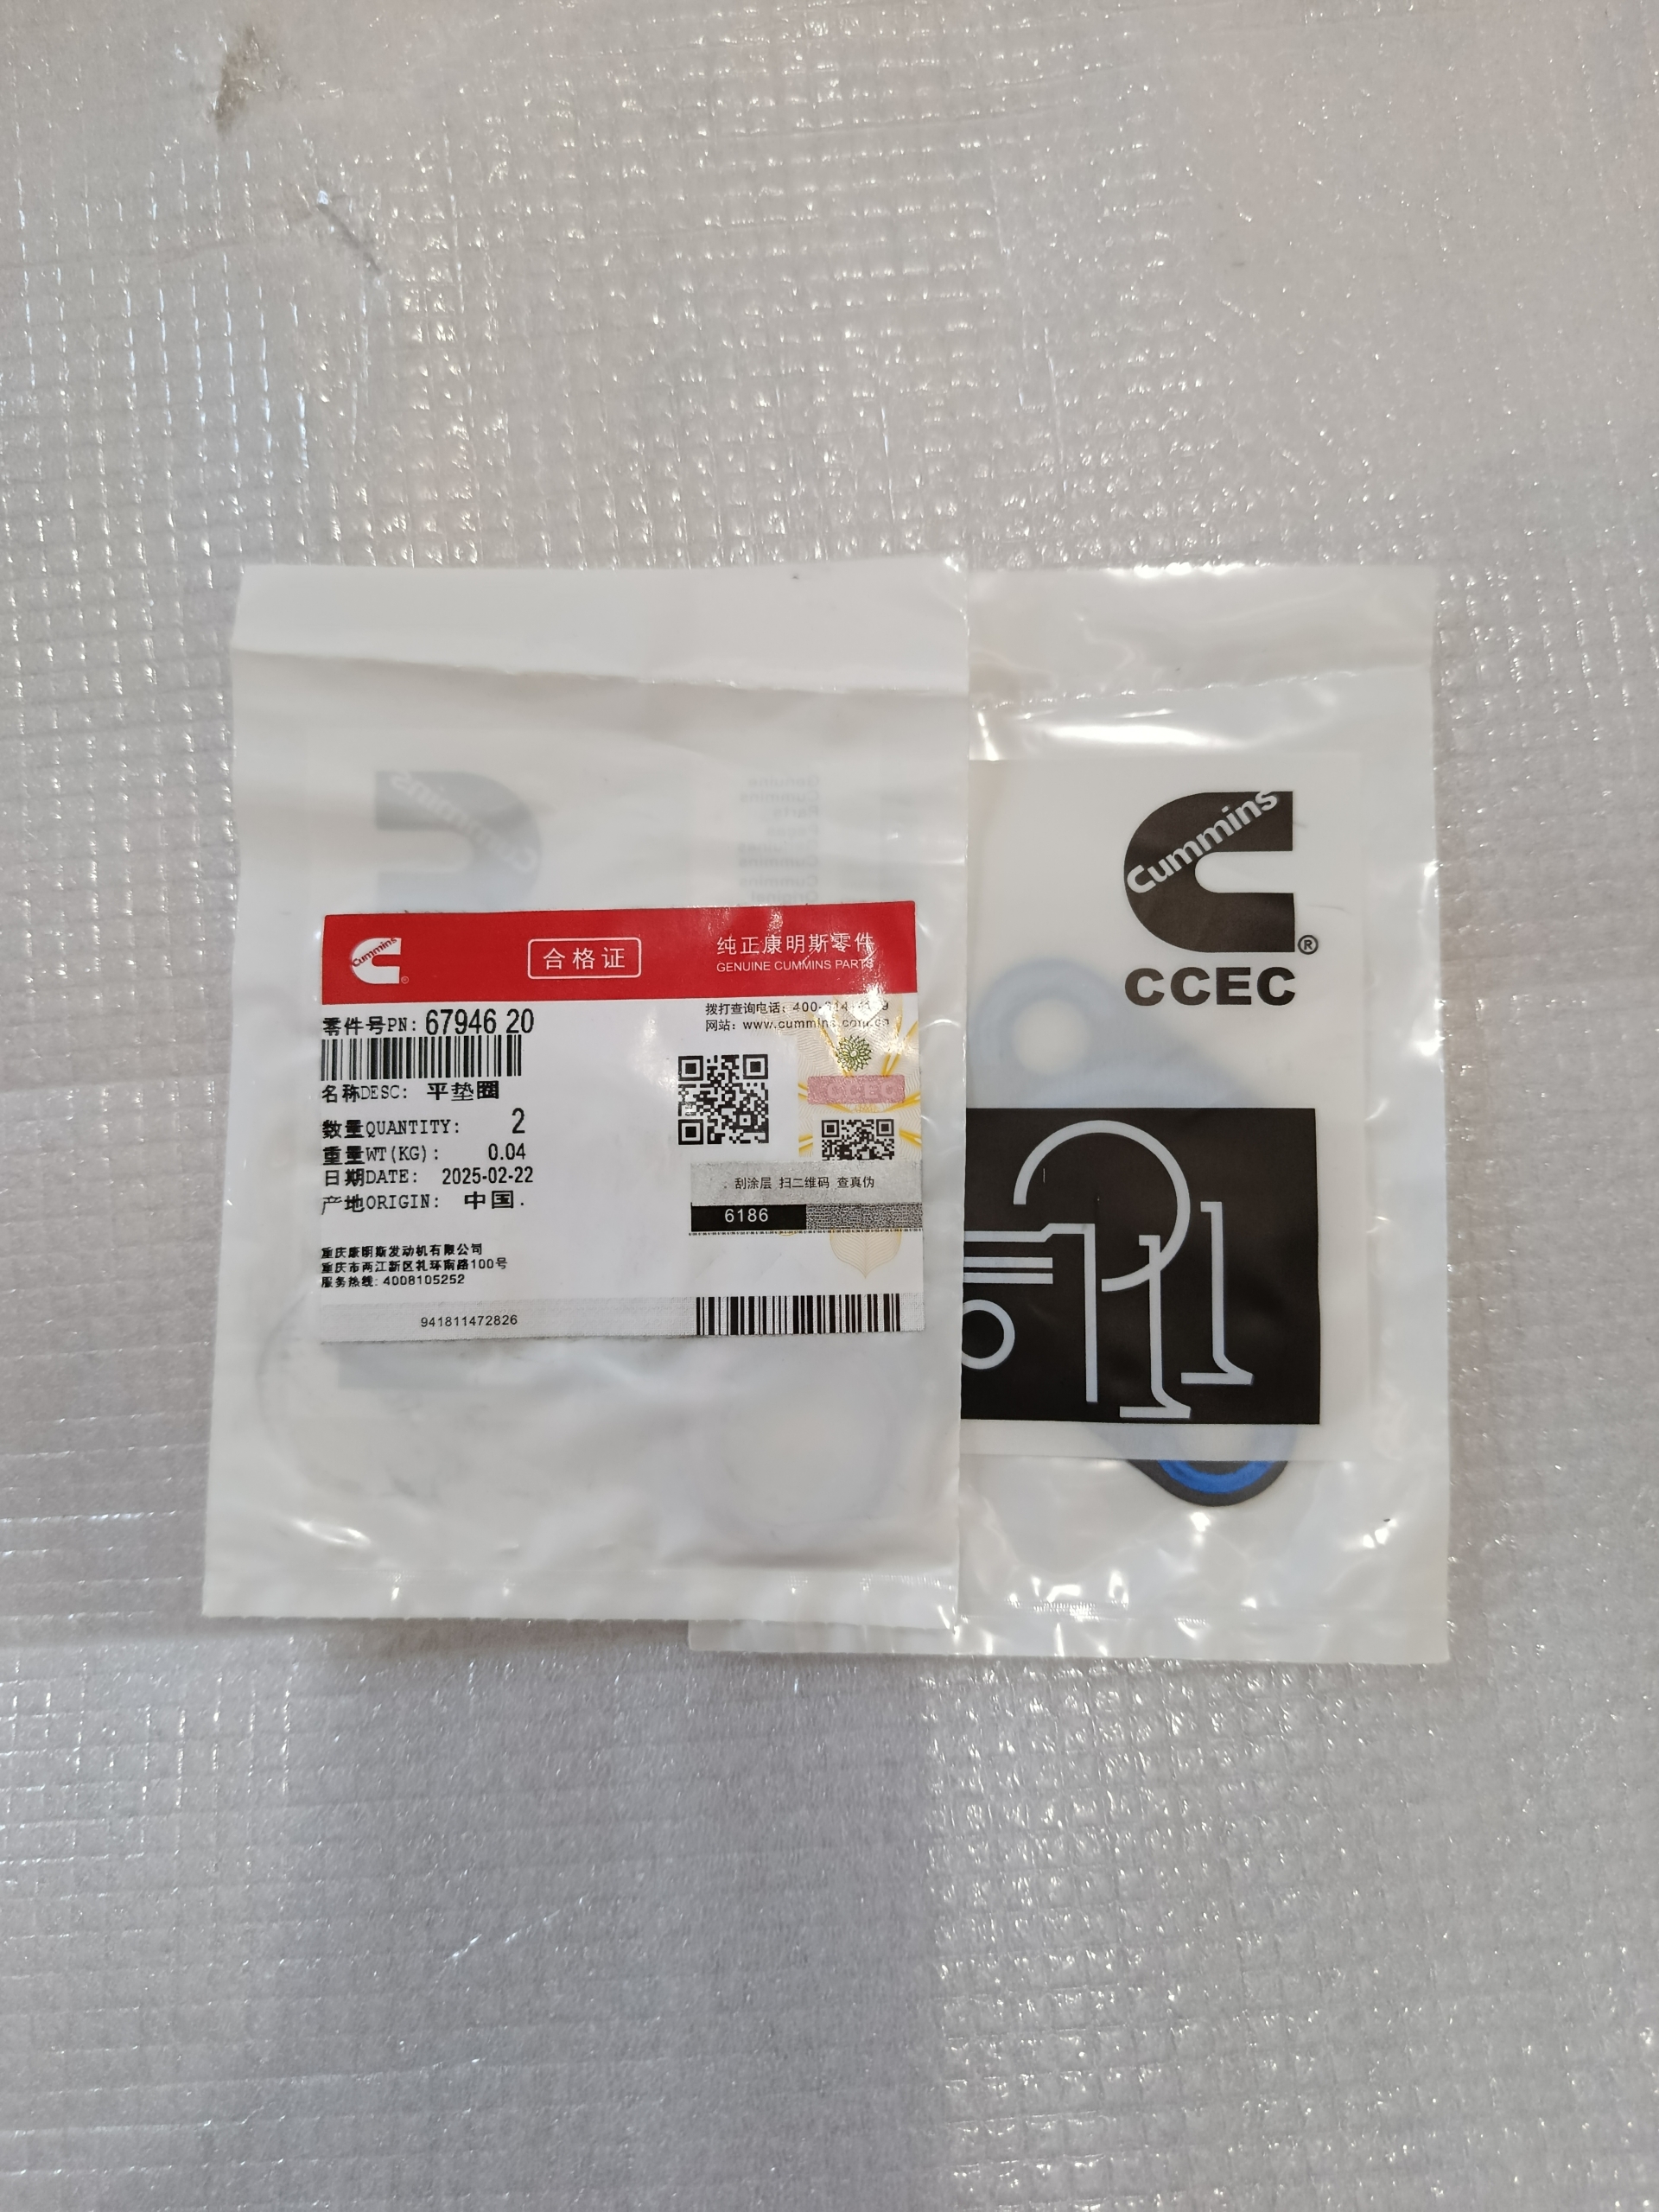 Cummins
合格证
纯正康明斯零件
GENUINE CUMMINS PARTS
零件号PN: 67946 20
名称DESC: 平垫圈
数量QUANTITY: 2
重量WT(KG): 0.04
日期DATE: 2025-02-22
产地ORIGIN: 中国.
重庆康明斯发动机有限公司
重庆市两江新区礼环南路100号
服务热线: 4008105252
941811472826
拨打查询电话: 400-
网站: www.cummins.com.cn
CCEC
刮涂层 扫二维码 查真伪
6186
Cummins
®
CCEC
Cummins
Genuine
Cummins
Parts